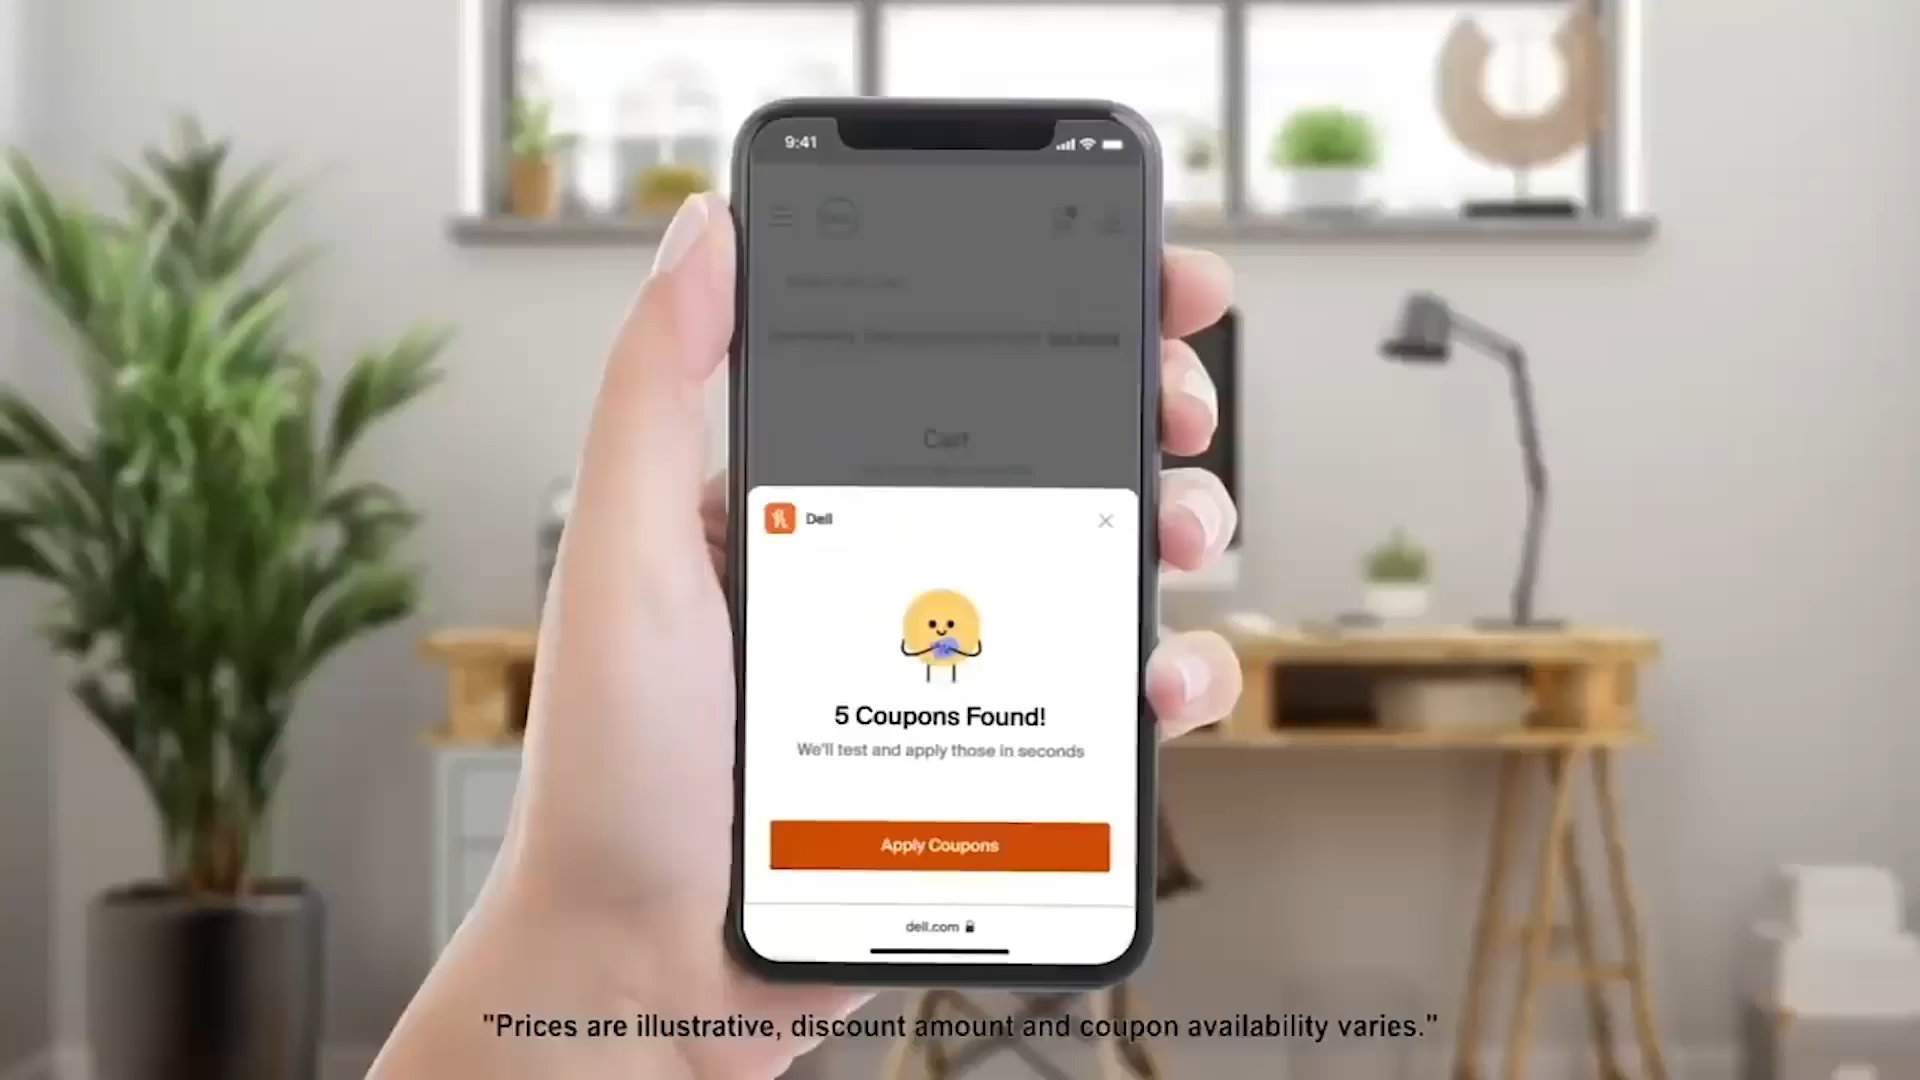 9:41
Cart
Dell
5 Coupons Found!
We'll test and apply those in seconds
Apply Coupons
dell.com
"Prices are illustrative, discount amount and coupon availability varies."